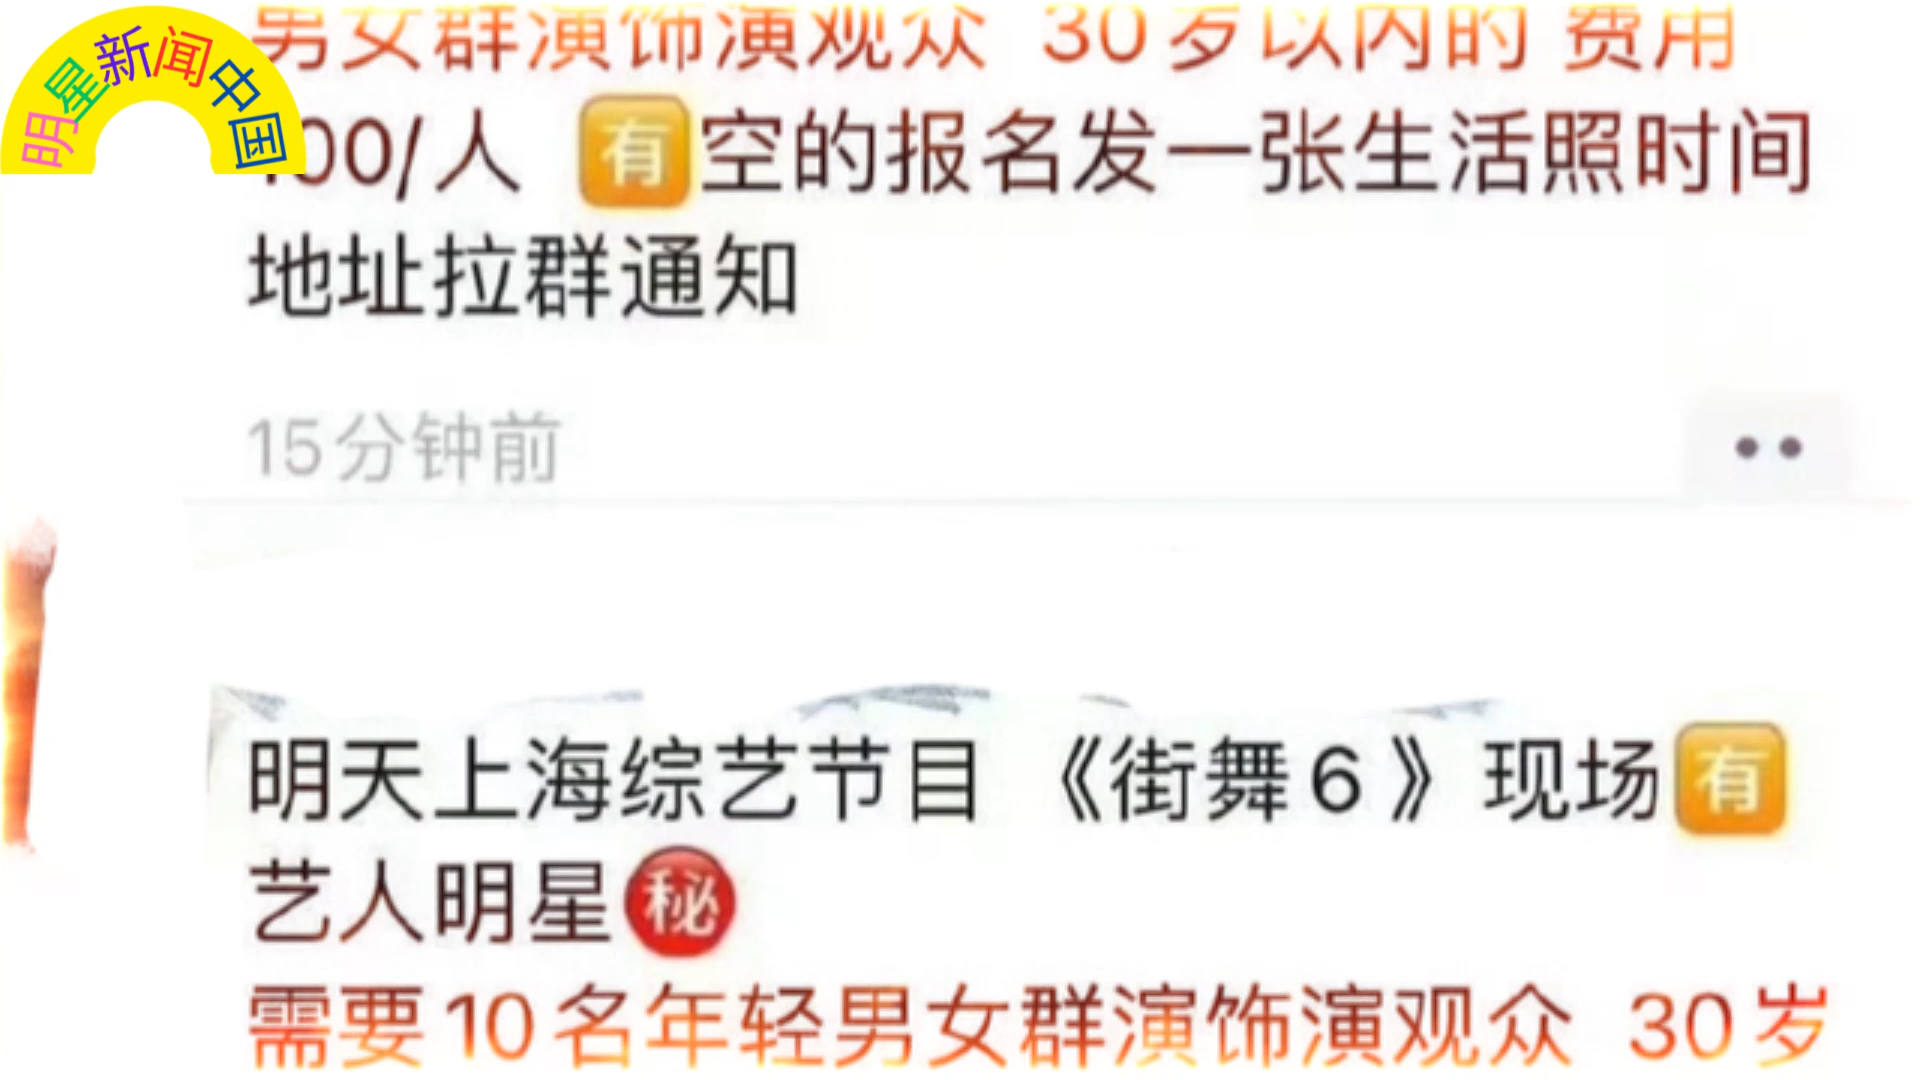 明星新闻中国
男女群演饰演观众 30岁以内的 费用
100/人 🈶空的报名发一张生活照时间
地址拉群通知
15分钟前
明天上海综艺节目《街舞6》现场🈶
艺人明星㊙
需要10名年轻男女群演饰演观众 30岁